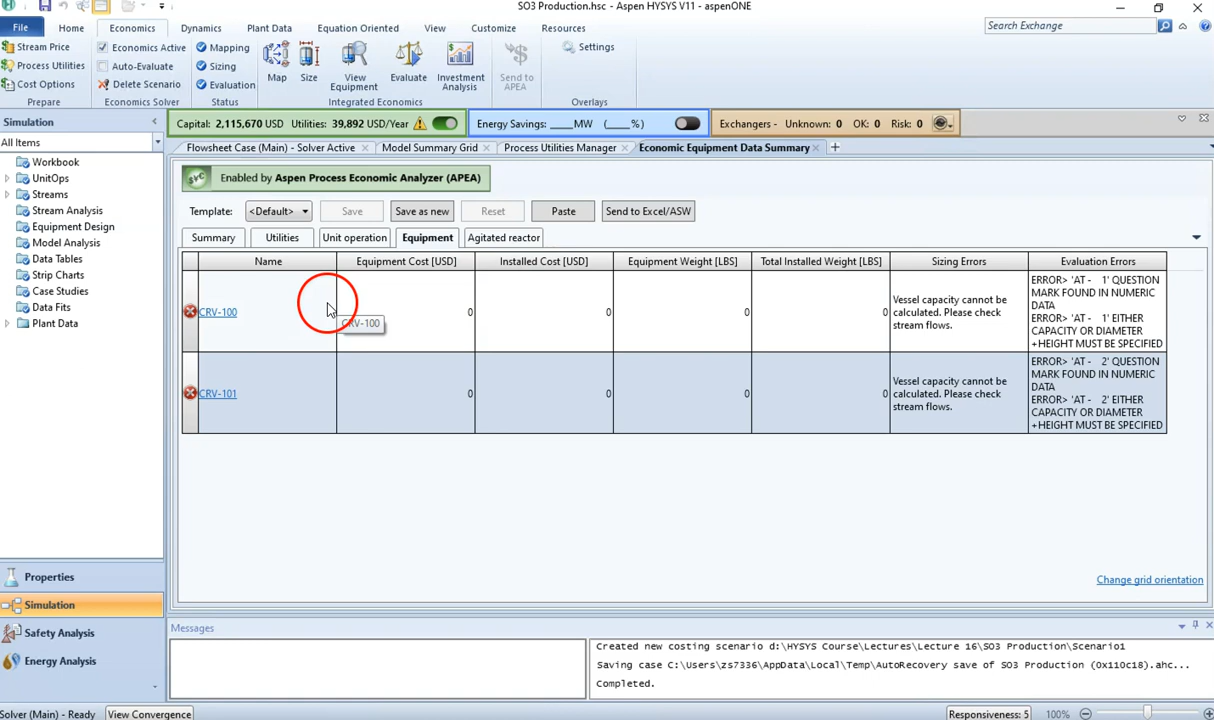 SO3 Production.hsc - Aspen HYSYS V11 - aspenONE
File Home Economics Dynamics Plant Data Equation Oriented View Customize Resources
Search Exchange
Stream Price
Process Utilities
Cost Options
Prepare
Economics Active
Auto-Evaluate
Delete Scenario
Economics Solver
Mapping
Sizing
Evaluation
Status
Map
Size
View
Equipment
Evaluate
Investment
Analysis
Integrated Economics
Send to
APEA
Settings
Overlays
Simulation
All Items
Workbook
UnitOps
Streams
Stream Analysis
Equipment Design
Model Analysis
Data Tables
Strip Charts
Case Studies
Data Fits
Plant Data
Properties
Simulation
Safety Analysis
Energy Analysis
Capital: 2,115,670 USD Utilities: 39,892 USD/Year
Energy Savings: ____MW (____%)
Exchangers - Unknown: 0 OK: 0 Risk: 0
Flowsheet Case (Main) - Solver Active
Model Summary Grid
Process Utilities Manager
Economic Equipment Data Summary
Enabled by Aspen Process Economic Analyzer (APEA)
Template: <Default> Save Save as new Reset Paste Send to Excel/ASW
Summary Utilities Unit operation Equipment Agitated reactor
Name Equipment Cost [USD] Installed Cost [USD] Equipment Weight [LBS] Total Installed Weight [LBS] Sizing Errors Evaluation Errors
CRV-100
CRV-100
0 0 0 0
Vessel capacity cannot be
calculated. Please check
stream flows.
ERROR> 'AT - 1' QUESTION
MARK FOUND IN NUMERIC
DATA
ERROR> 'AT - 1' EITHER
CAPACITY OR DIAMETER
+HEIGHT MUST BE SPECIFIED
CRV-101
0 0 0 0
Vessel capacity cannot be
calculated. Please check
stream flows.
ERROR> 'AT - 2' QUESTION
MARK FOUND IN NUMERIC
DATA
ERROR> 'AT - 2' EITHER
CAPACITY OR DIAMETER
+HEIGHT MUST BE SPECIFIED
Change grid orientation
Messages
Created new costing scenario d:\HYSYS Course\Lectures\Lecture 16\SO3 Production\Scenario1
Saving case C:\Users\zs7336\AppData\Local\Temp\AutoRecovery save of SO3 Production (0x110c18).ahc...
Completed.
Solver (Main) - Ready View Convergence
Responsiveness: 5 100%